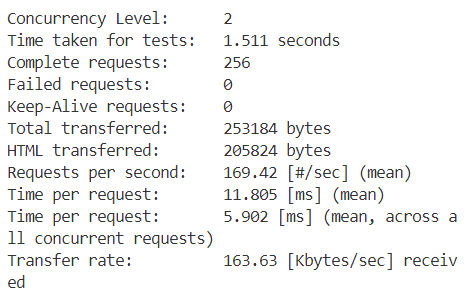 Concurrency Level:      2
Time taken for tests:   1.511 seconds
Complete requests:      256
Failed requests:        0
Keep-Alive requests:    0
Total transferred:      253184 bytes
HTML transferred:       205824 bytes
Requests per second:    169.42 [#/sec] (mean)
Time per request:       11.805 [ms] (mean)
Time per request:       5.902 [ms] (mean, across a
ll concurrent requests)
Transfer rate:          163.63 [Kbytes/sec] receiv
ed